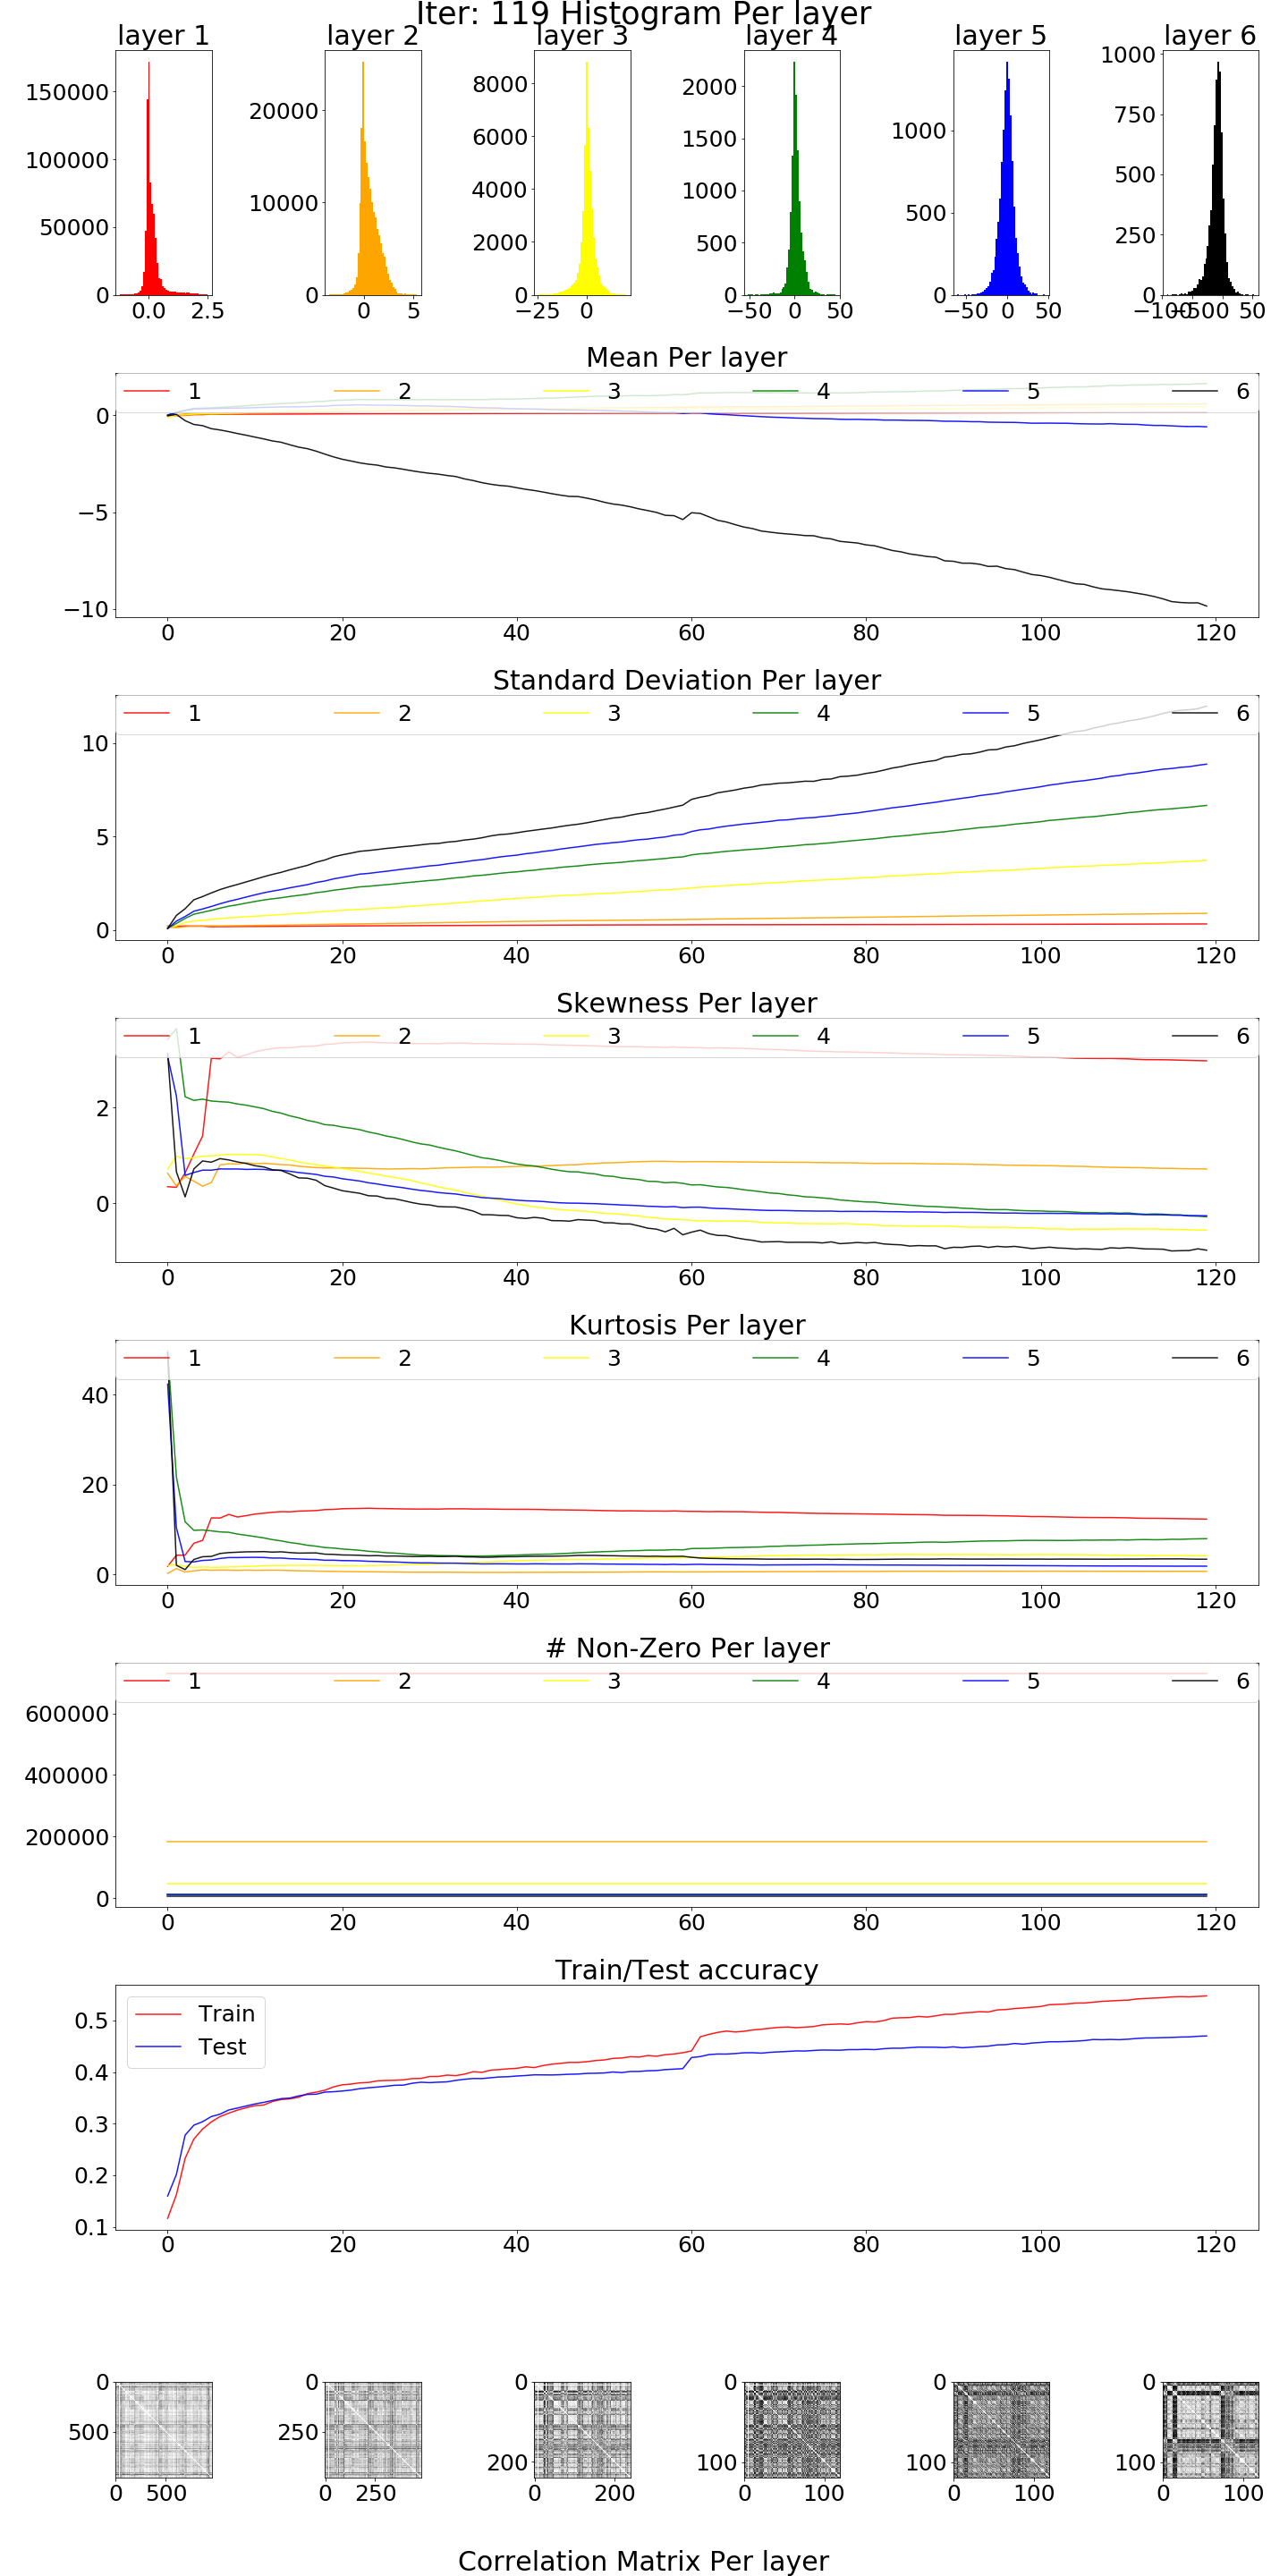 Iter: 119 Histogram Per layer
layer 1 layer 2 layer 3 layer 4 layer 5 layer 6
150000 100000 50000 0
0.0 2.5
20000 10000 0
0 5
8000 6000 4000 2000 0
−25 0
2000 1500 1000 500 0
−50 0 50
1000 500 0
−50 0 50
1000 750 500 250 0
−100 −50 0 50
Mean Per layer
1 2 3 4 5 6
0
−5
−10
0 20 40 60 80 100 120
Standard Deviation Per layer
1 2 3 4 5 6
10
5
0
0 20 40 60 80 100 120
Skewness Per layer
1 2 3 4 5 6
2
0
0 20 40 60 80 100 120
Kurtosis Per layer
1 2 3 4 5 6
40
20
0
0 20 40 60 80 100 120
# Non-Zero Per layer
1 2 3 4 5 6
600000
400000
200000
0
0 20 40 60 80 100 120
Train/Test accuracy
Train
Test
0.5
0.4
0.3
0.2
0.1
0 20 40 60 80 100 120
0 500
0 500
0 250
0 250
0 200
0 200
0 100
0 100
0 100
0 100
0 100
0 100
Correlation Matrix Per layer